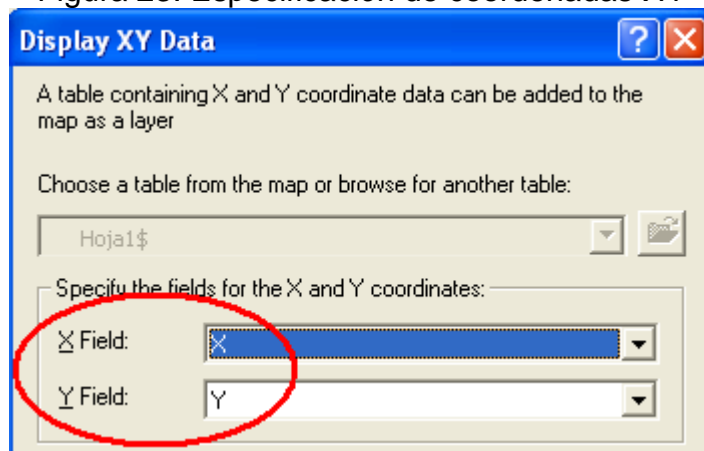 Display XY Data
A table containing X and Y coordinate data can be added to the
map as a layer
Choose a table from the map or browse for another table:
Hoja1$
Specify the fields for the X and Y coordinates:
X Field: X
Y Field: Y